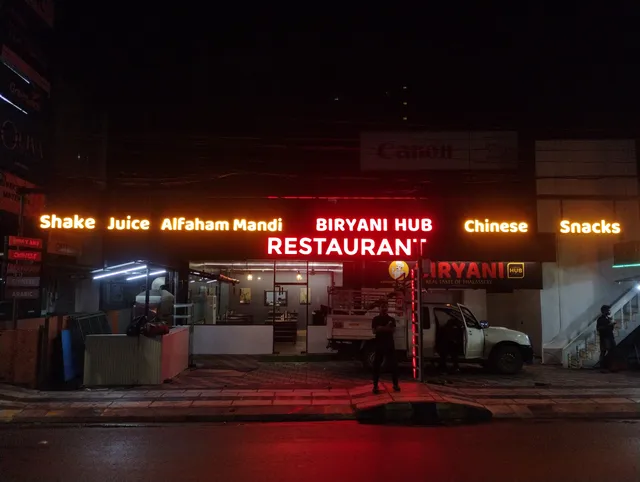 Canon
Shake Juice Alfaham Mandi BIRYANI HUB Chinese Snacks
RESTAURANT
BIRYANI HUB